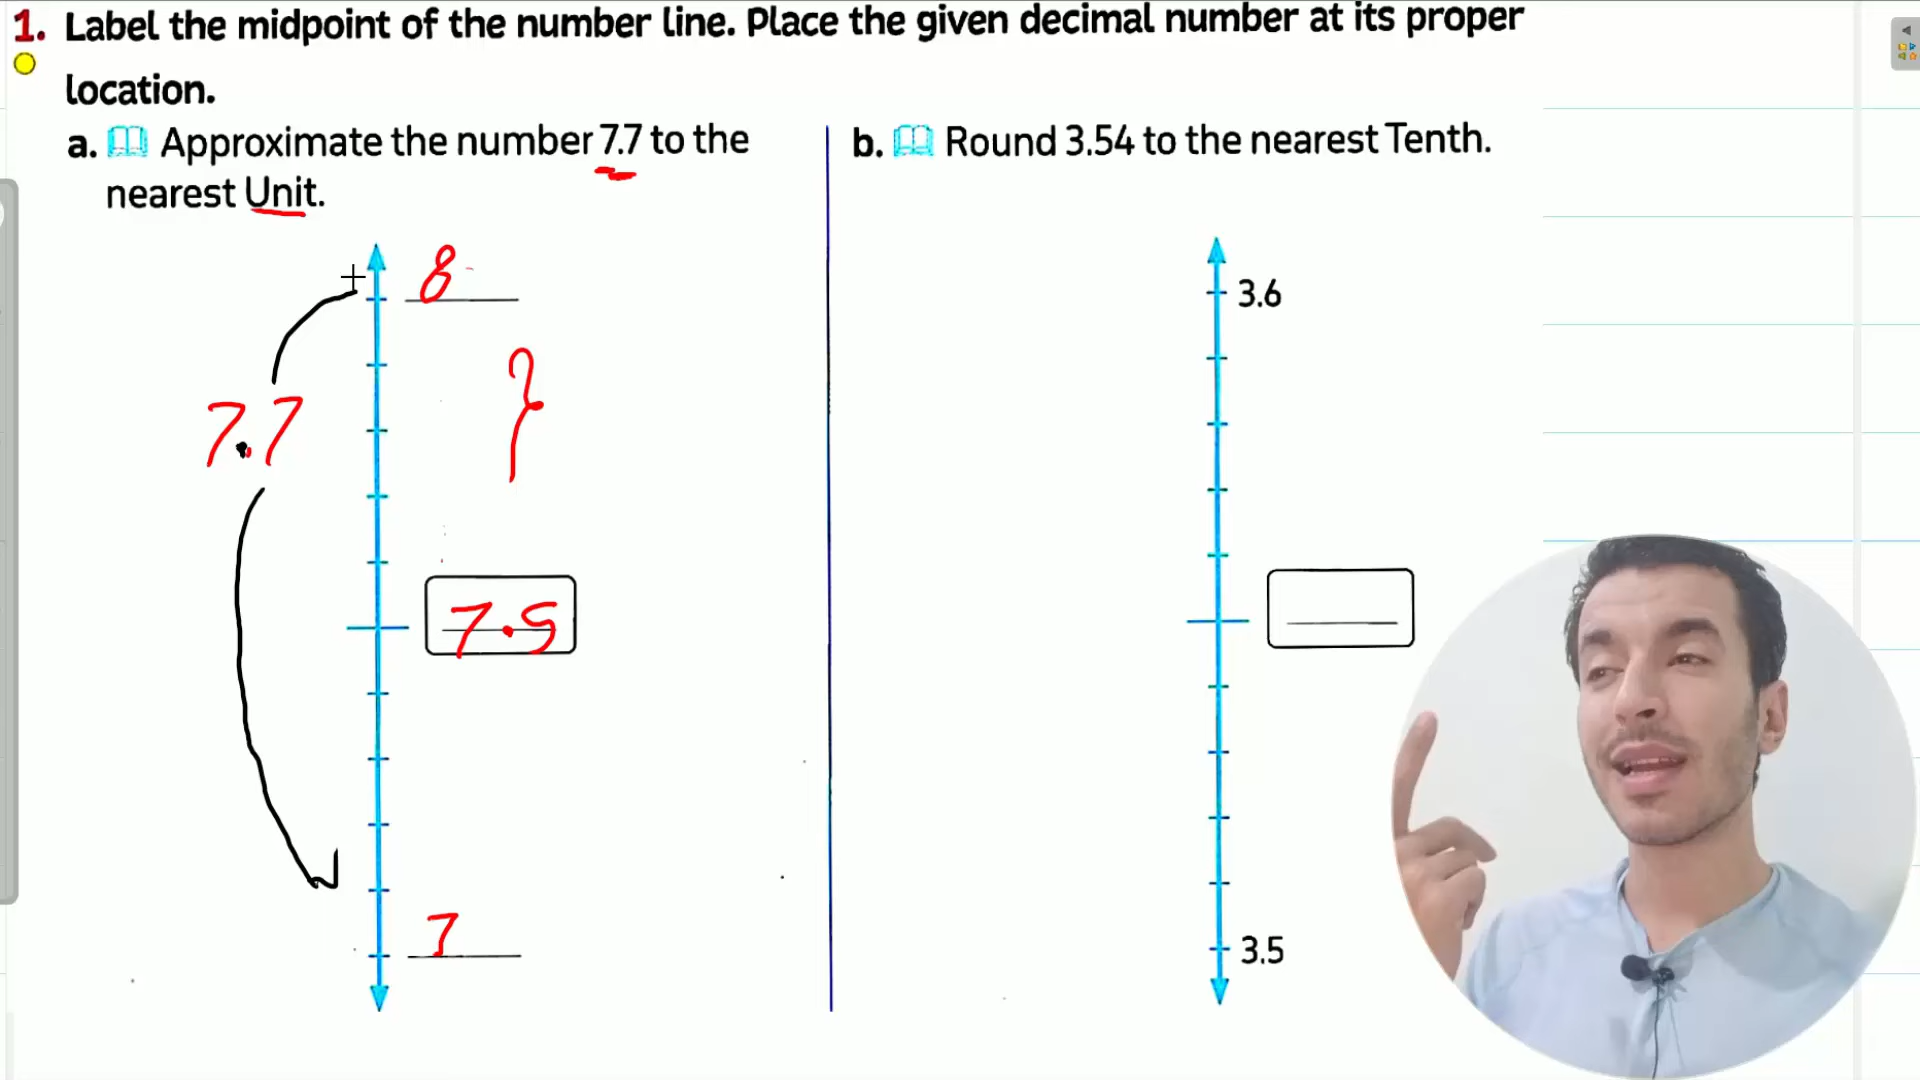 1. Label the midpoint of the number line. Place the given decimal number at its proper
location.
a. Approximate the number 7.7 to the
nearest Unit.
8
7.7
7.5
7
b. Round 3.54 to the nearest Tenth.
3.6
3.5